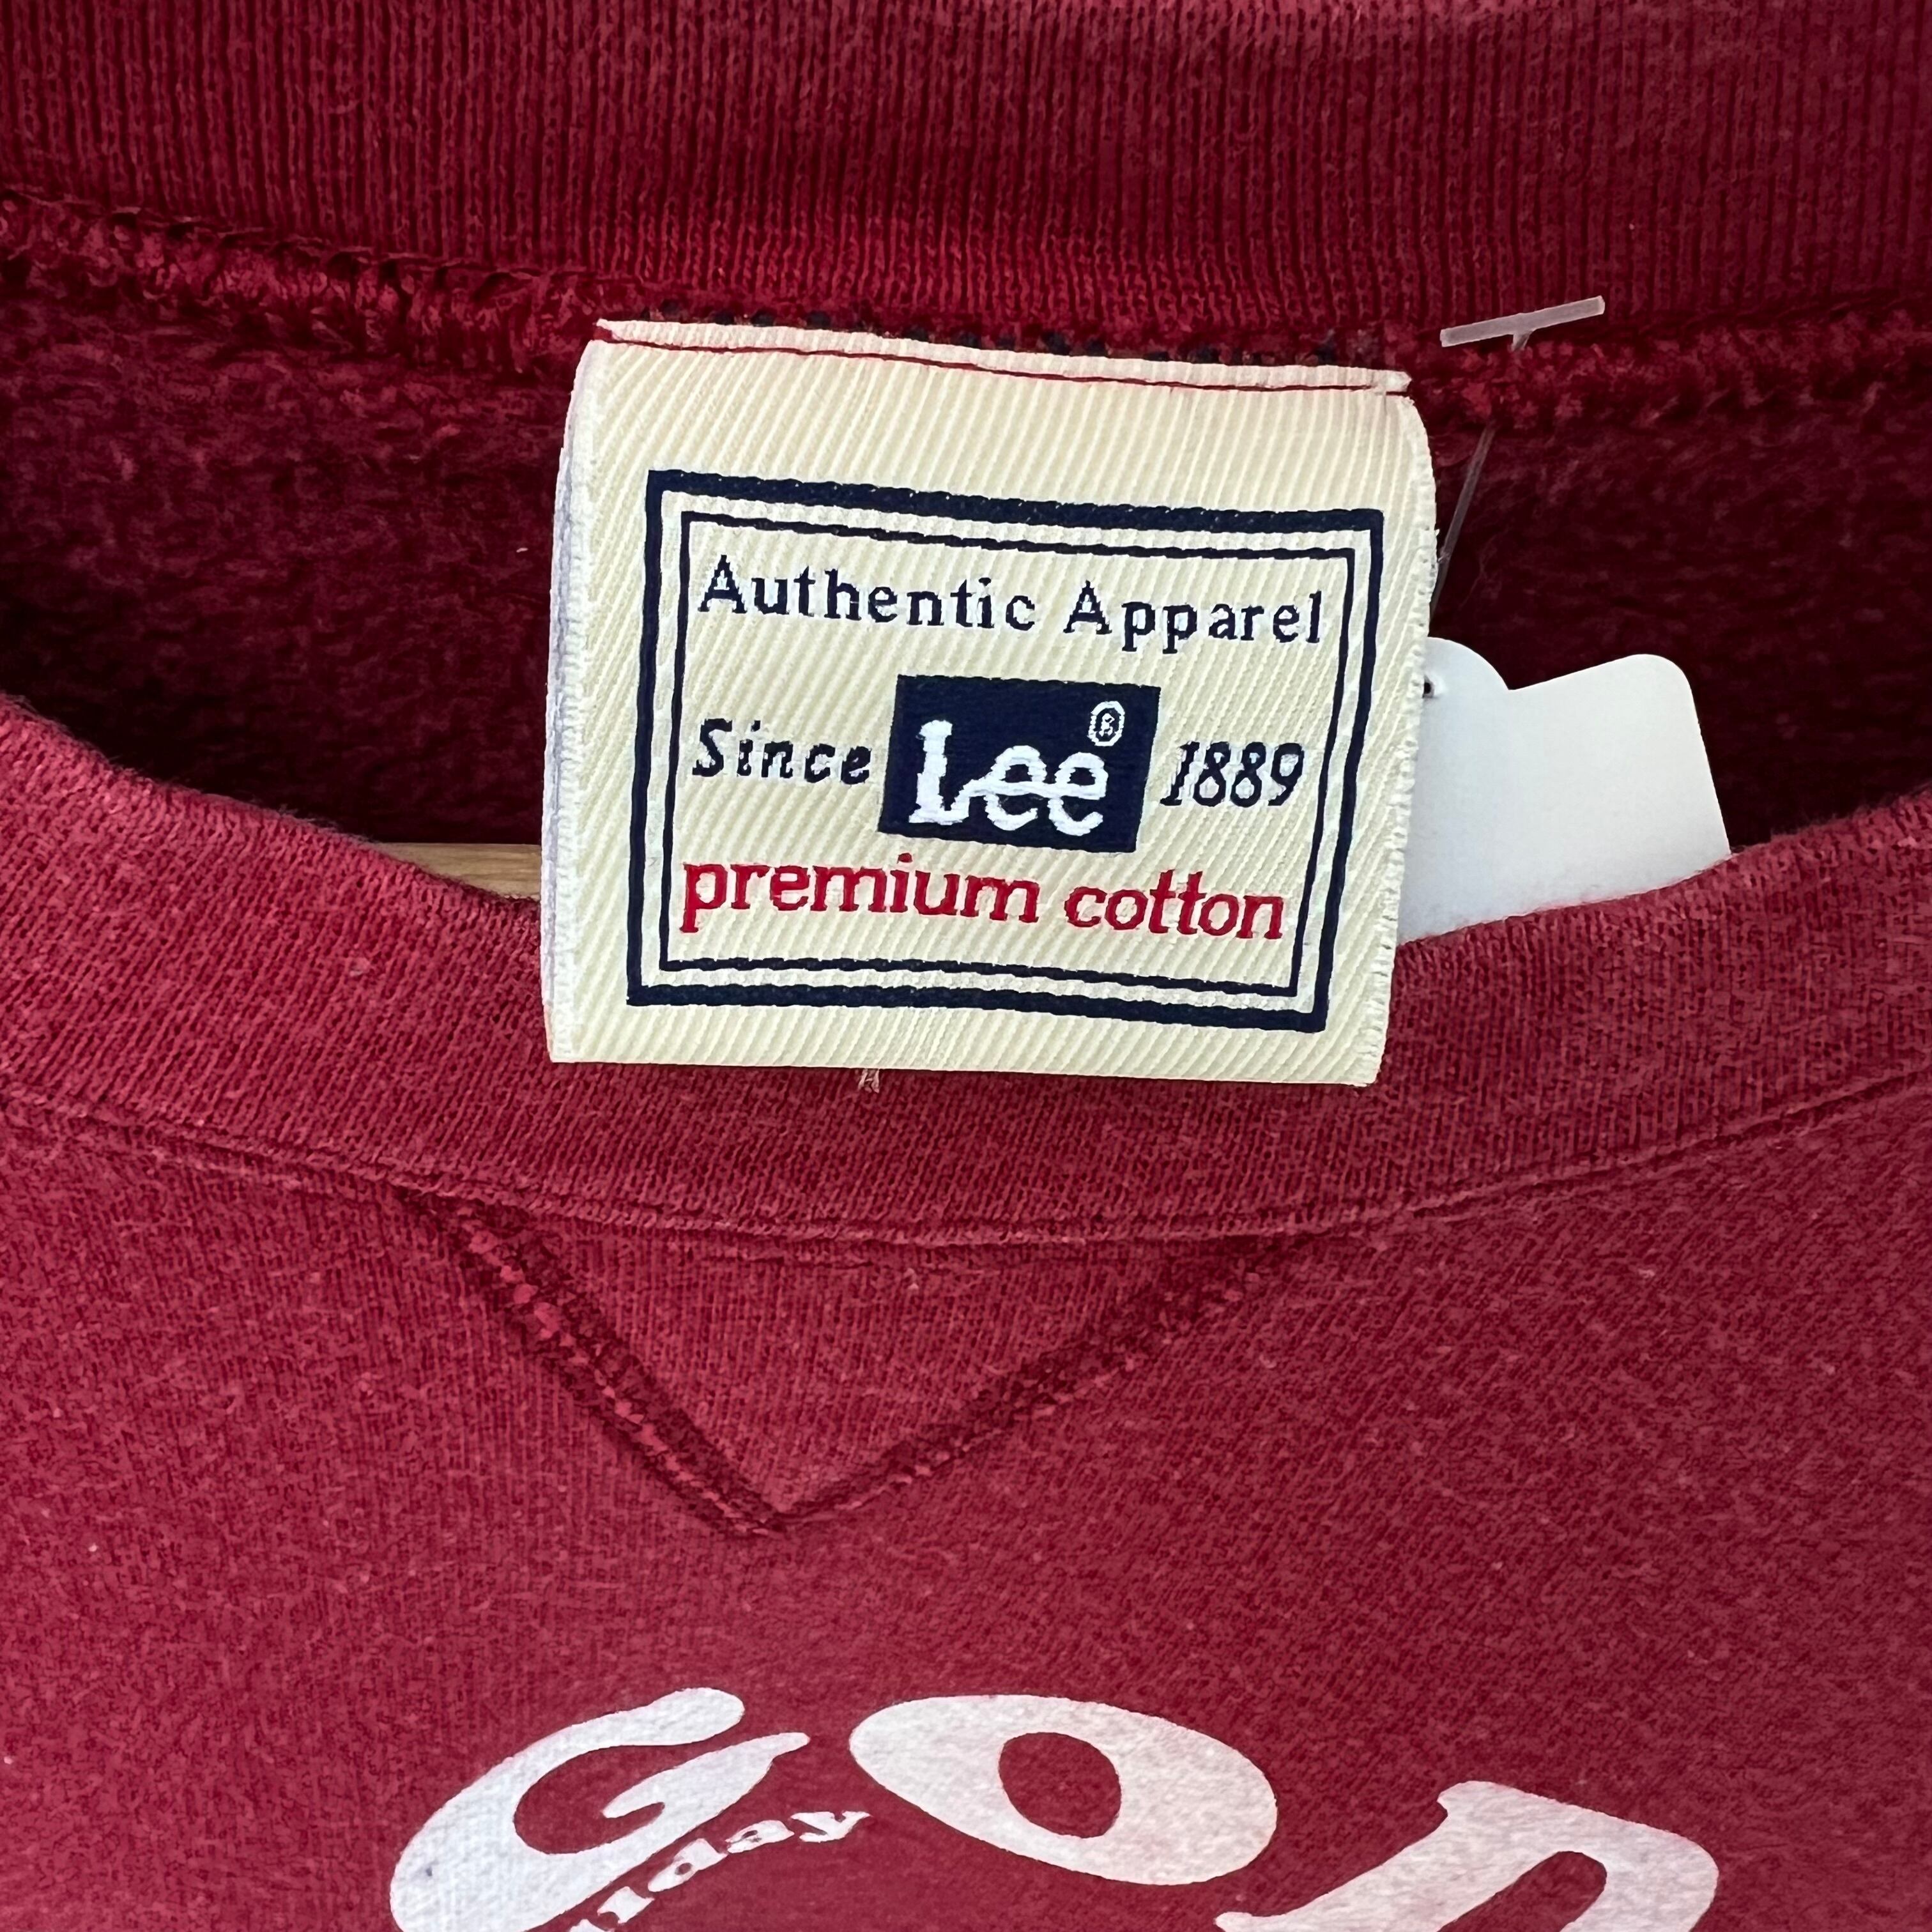 Authentic Apparel
Since Lee® 1889
premium cotton